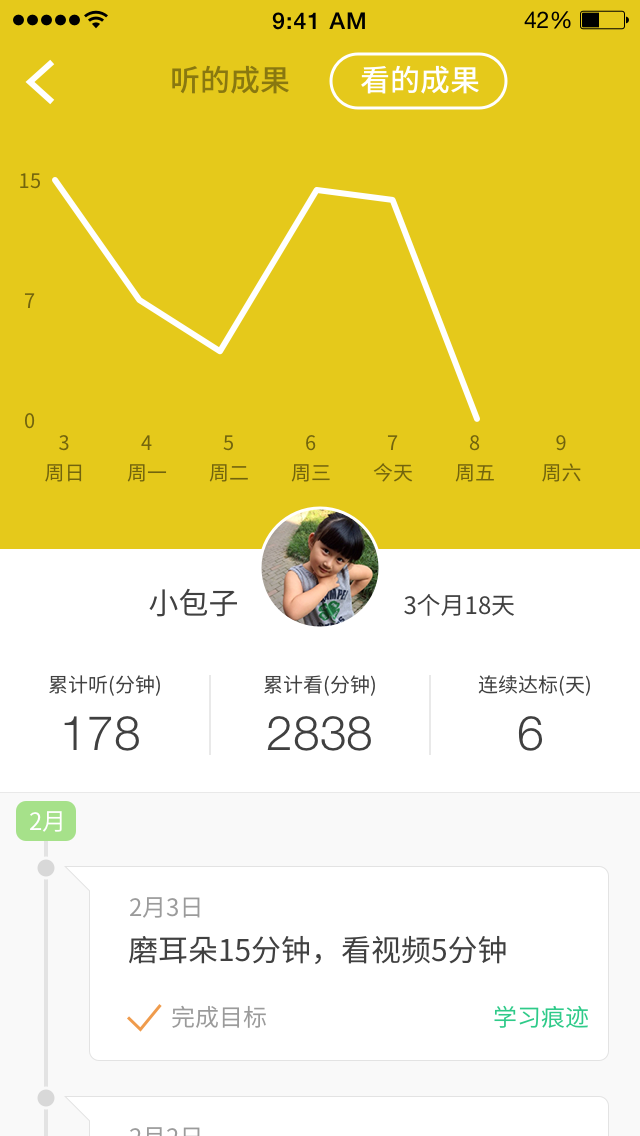 9:41 AM 42%
听的成果 看的成果
15
7
0
3 4 5 6 7 8 9
周日 周一 周二 周三 今天 周五 周六
小包子 3个月18天
累计听(分钟) 累计看(分钟) 连续达标(天)
178 2838 6
2月
2月3日
磨耳朵15分钟，看视频5分钟
完成目标 学习痕迹
2月2日